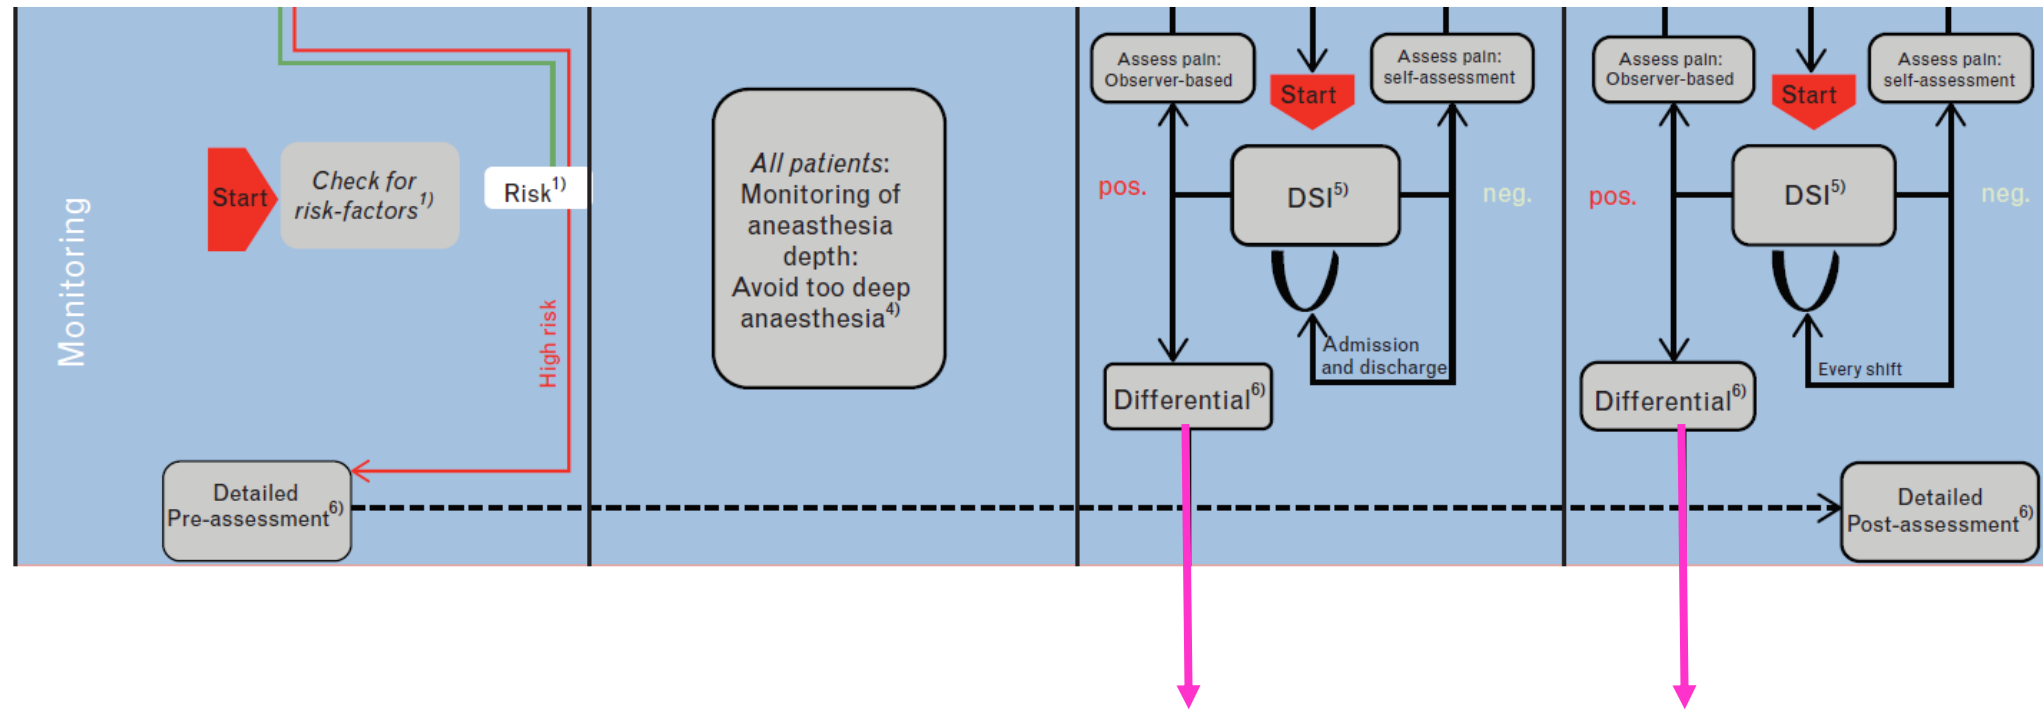 Monitoring
Start
Check for
risk-factors1)
Risk1)
High risk
Detailed
Pre-assessment6)
All patients:
Monitoring of
aneasthesia
depth:
Avoid too deep
anaesthesia4)
Assess pain:
Observer-based
Start
Assess pain:
self-assessment
pos.
DSI5)
neg.
Admission
and discharge
Differential6)
Assess pain:
Observer-based
Start
Assess pain:
self-assessment
pos.
DSI5)
neg.
Every shift
Differential6)
Detailed
Post-assessment6)